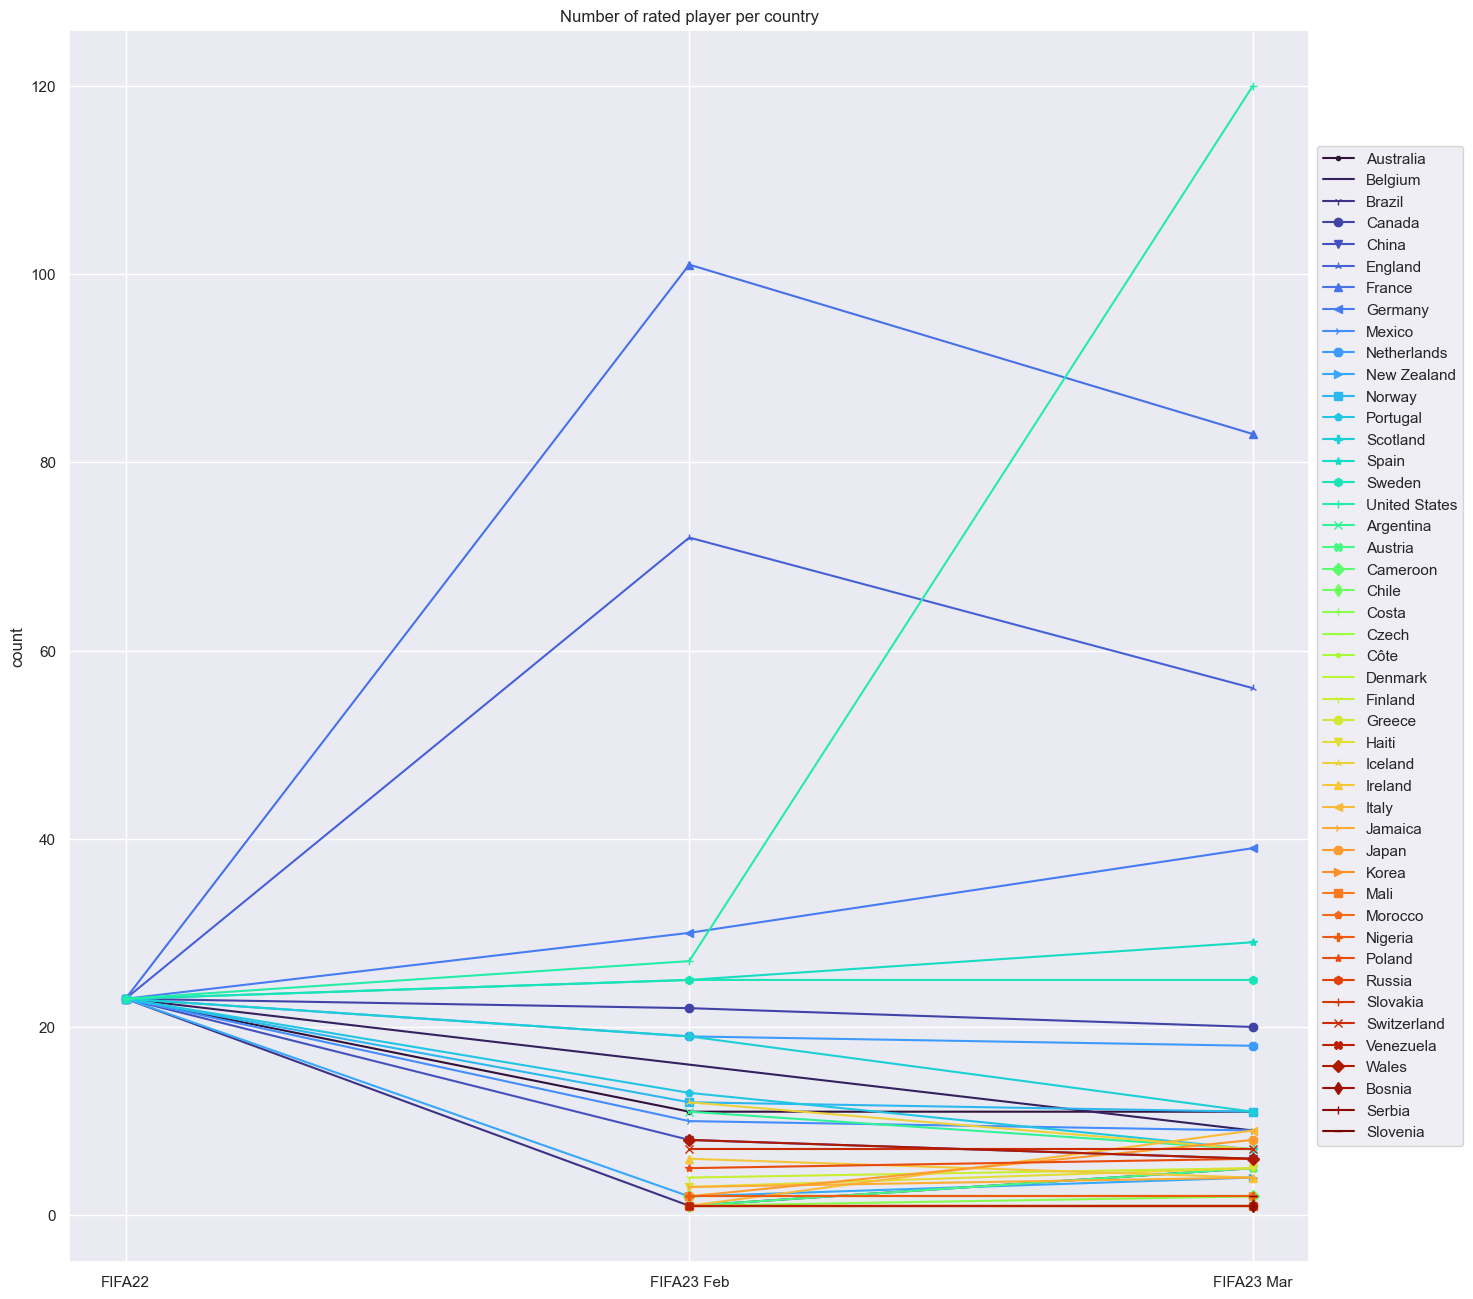 Number of rated player per country
count
120
100
80
60
40
20
0
FIFA22
FIFA23 Feb
FIFA23 Mar
Australia
Belgium
Brazil
Canada
China
England
France
Germany
Mexico
Netherlands
New Zealand
Norway
Portugal
Scotland
Spain
Sweden
United States
Argentina
Austria
Cameroon
Chile
Costa
Czech
Côte
Denmark
Finland
Greece
Haiti
Iceland
Ireland
Italy
Jamaica
Japan
Korea
Mali
Morocco
Nigeria
Poland
Russia
Slovakia
Switzerland
Venezuela
Wales
Bosnia
Serbia
Slovenia